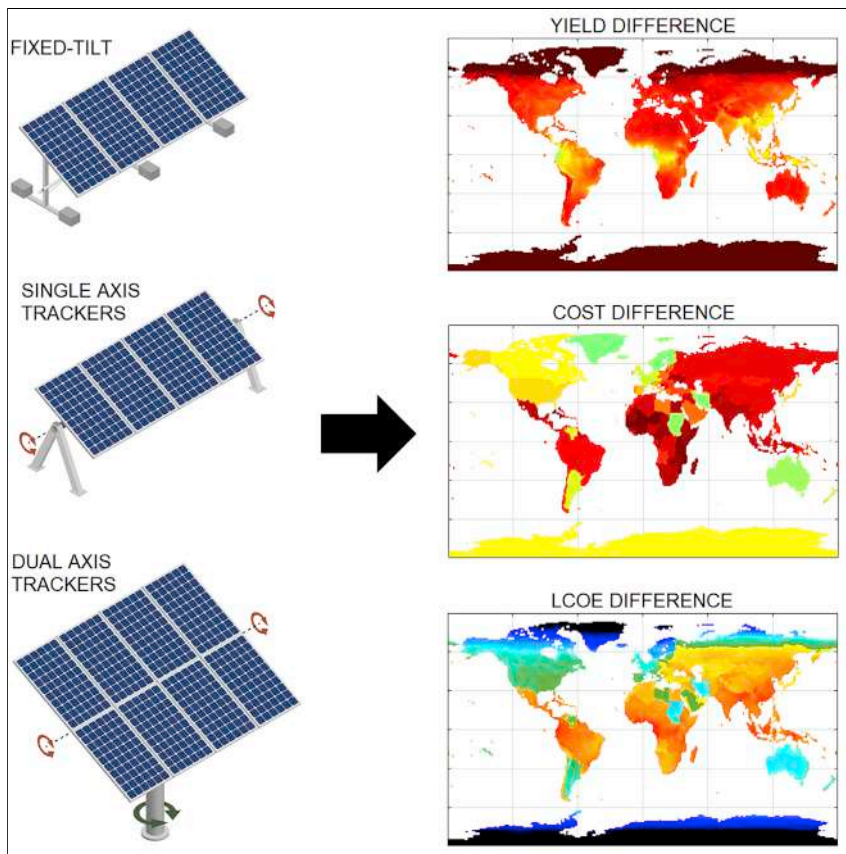 FIXED-TILT
YIELD DIFFERENCE
SINGLE AXIS
TRACKERS
COST DIFFERENCE
DUAL AXIS
TRACKERS
LCOE DIFFERENCE